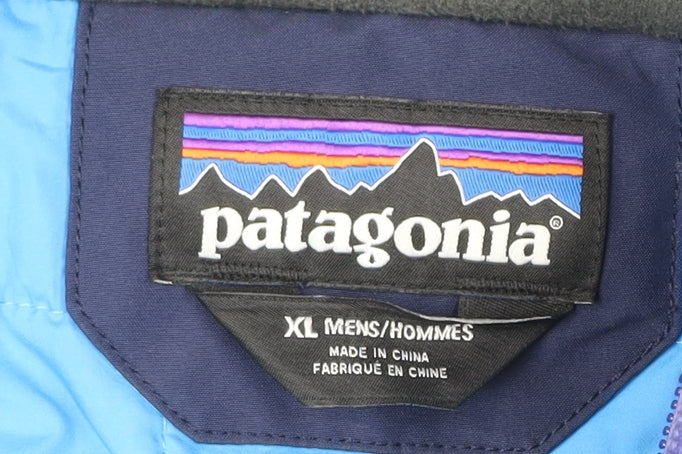 patagonia®
XL MENS/HOMMES
MADE IN CHINA
FABRIQUÉ EN CHINE